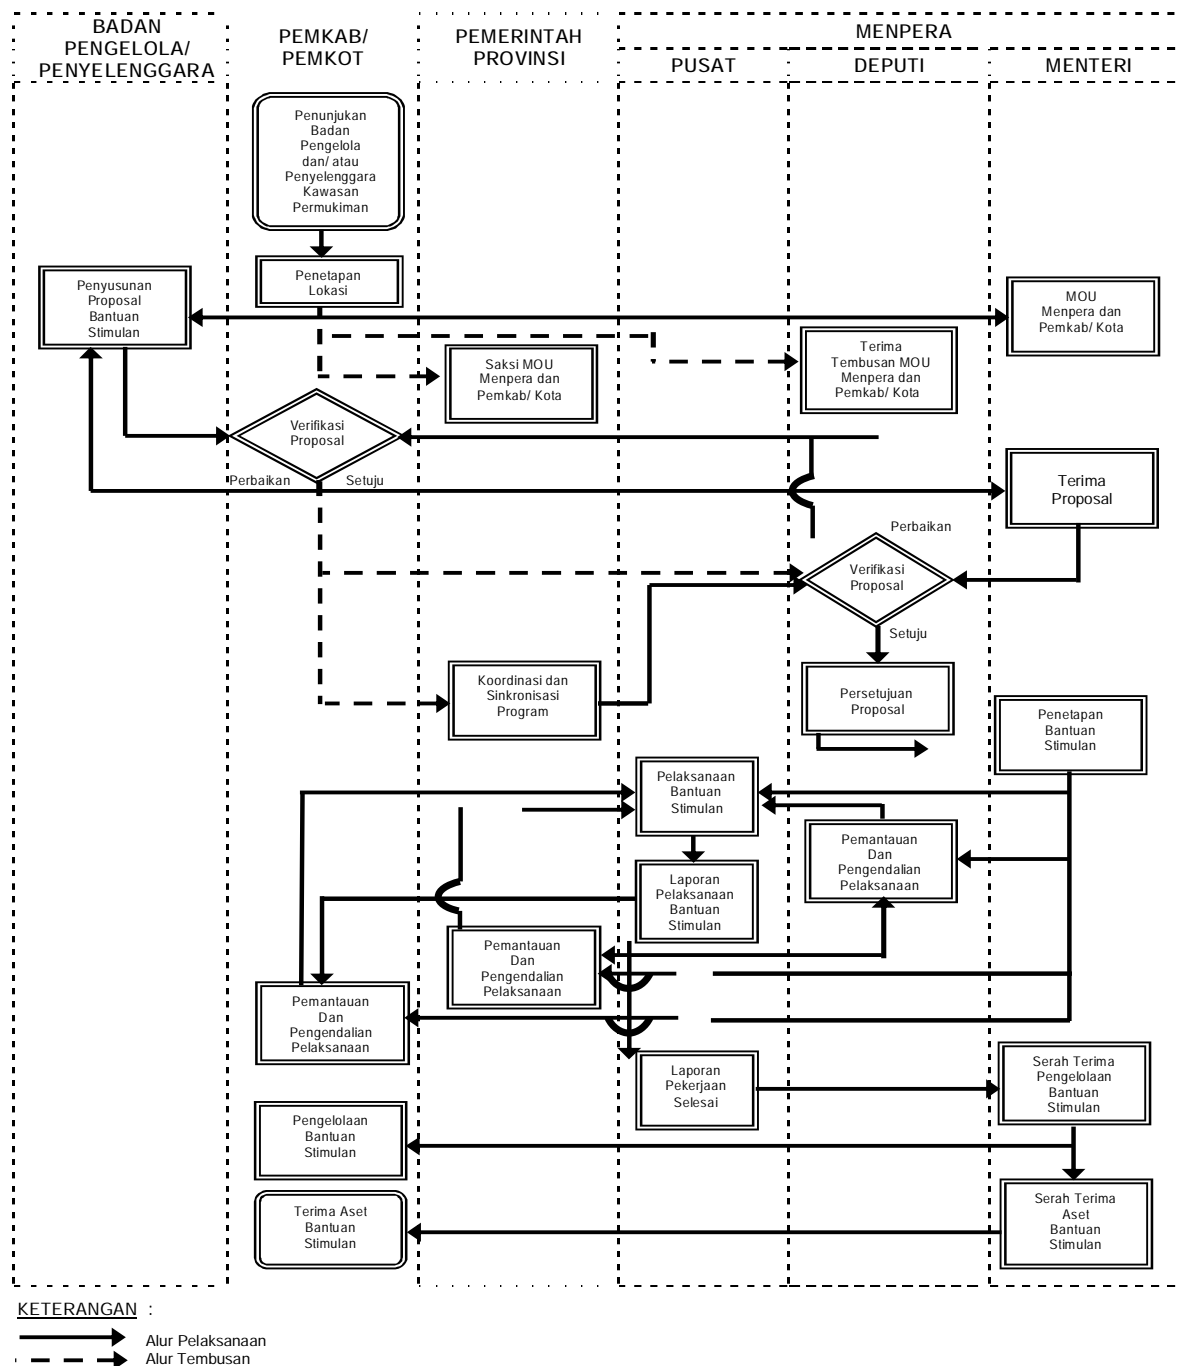 BADAN
PENGELOLA/
PENYELENGGARA
PEMKAB/
PEMKOT
PEMERINTAH
PROVINSI
MENPERA
PUSAT
DEPUTI
MENTERI
Penunjukan
Badan
Pengelola
dan/ atau
Penyelenggara
Kawasan
Permukiman
Penetapan
Lokasi
Penyusunan
Proposal
Bantuan
Stimulan
MOU
Menpera dan
Pemkab/ Kota
Saksi MOU
Menpera dan
Pemkab/ Kota
Terima
Tembusan MOU
Menpera dan
Pemkab/ Kota
Verifikasi
Proposal
Perbaikan
Setuju
Terima
Proposal
Perbaikan
Verifikasi
Proposal
Setuju
Koordinasi dan
Sinkronisasi
Program
Persetujuan
Proposal
Penetapan
Bantuan
Stimulan
Pelaksanaan
Bantuan
Stimulan
Pemantauan
Dan
Pengendalian
Pelaksanaan
Laporan
Pelaksanaan
Bantuan
Stimulan
Pemantauan
Dan
Pengendalian
Pelaksanaan
Pemantauan
Dan
Pengendalian
Pelaksanaan
Laporan
Pekerjaan
Selesai
Serah Terima
Pengelolaan
Bantuan
Stimulan
Pengelolaan
Bantuan
Stimulan
Terima Aset
Bantuan
Stimulan
Serah Terima
Aset
Bantuan
Stimulan
KETERANGAN :
Alur Pelaksanaan
Alur Tembusan